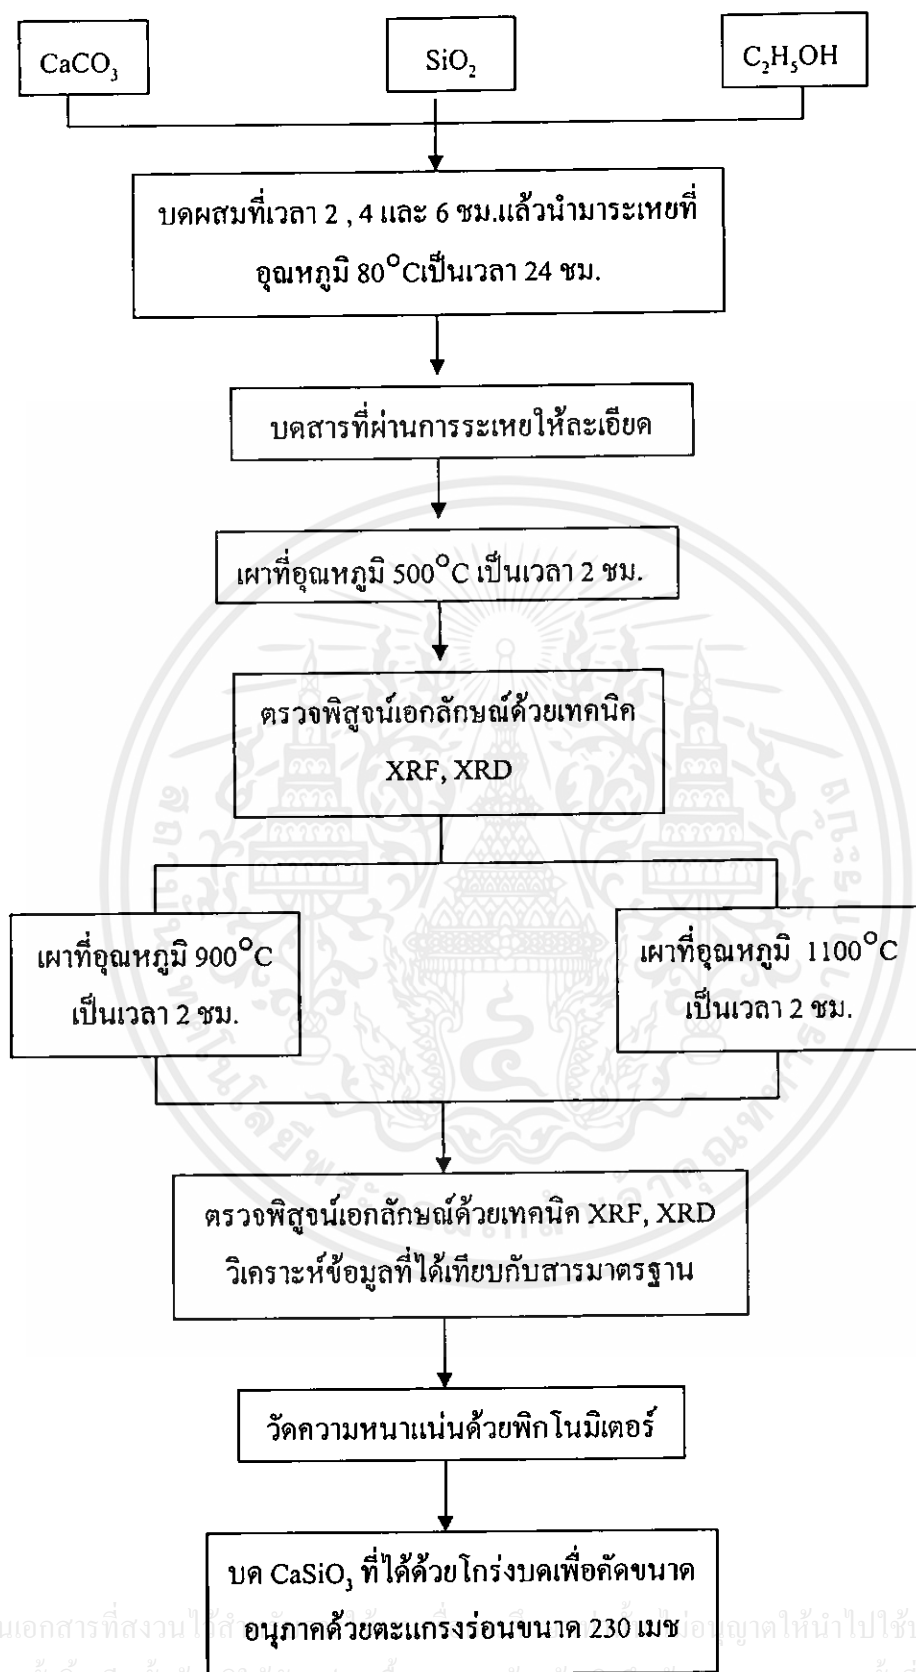 CaCO₃
SiO₂
C₂H₅OH
บดผสมที่เวลา 2 , 4 และ 6 ชม.แล้วนำมาระเหยที่
อุณหภูมิ 80°Cเป็นเวลา 24 ชม.
บดสารที่ผ่านการระเหยให้ละเอียด
เผาที่อุณหภูมิ 500°C เป็นเวลา 2 ชม.
ตรวจพิสูจน์เอกลักษณ์ด้วยเทคนิค
XRF, XRD
เผาที่อุณหภูมิ 900°C
เป็นเวลา 2 ชม.
เผาที่อุณหภูมิ 1100°C
เป็นเวลา 2 ชม.
ตรวจพิสูจน์เอกลักษณ์ด้วยเทคนิค XRF, XRD
วิเคราะห์ข้อมูลที่ได้เทียบกับสารมาตรฐาน
วัดความหนาแน่นด้วยพิกโนมิเตอร์
บด CaSiO₃ ที่ได้ด้วยโกร่งบดเพื่อคัดขนาด
อนุภาคด้วยตะแกรงร่อนขนาด 230 เมช